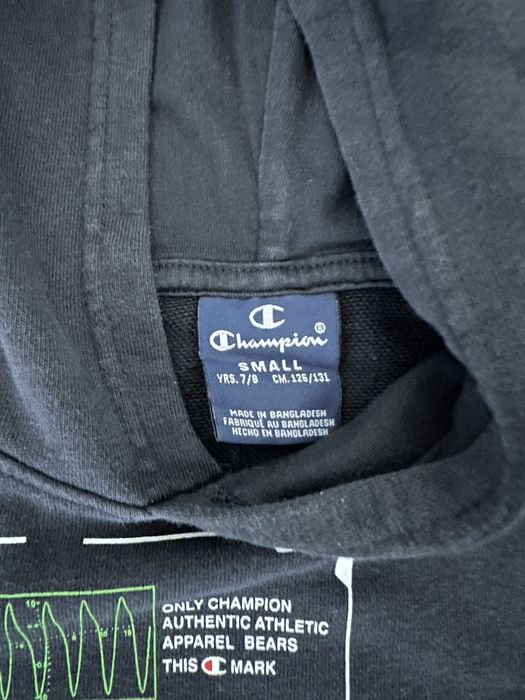 Champion®
SMALL
YRS. 7/8 CM. 126/131
MADE IN BANGLADESH
FABRIQUÉ AU BANGLADESH
HECHO EN BANGLADESH
ONLY CHAMPION
AUTHENTIC ATHLETIC
APPAREL BEARS
THIS C MARK